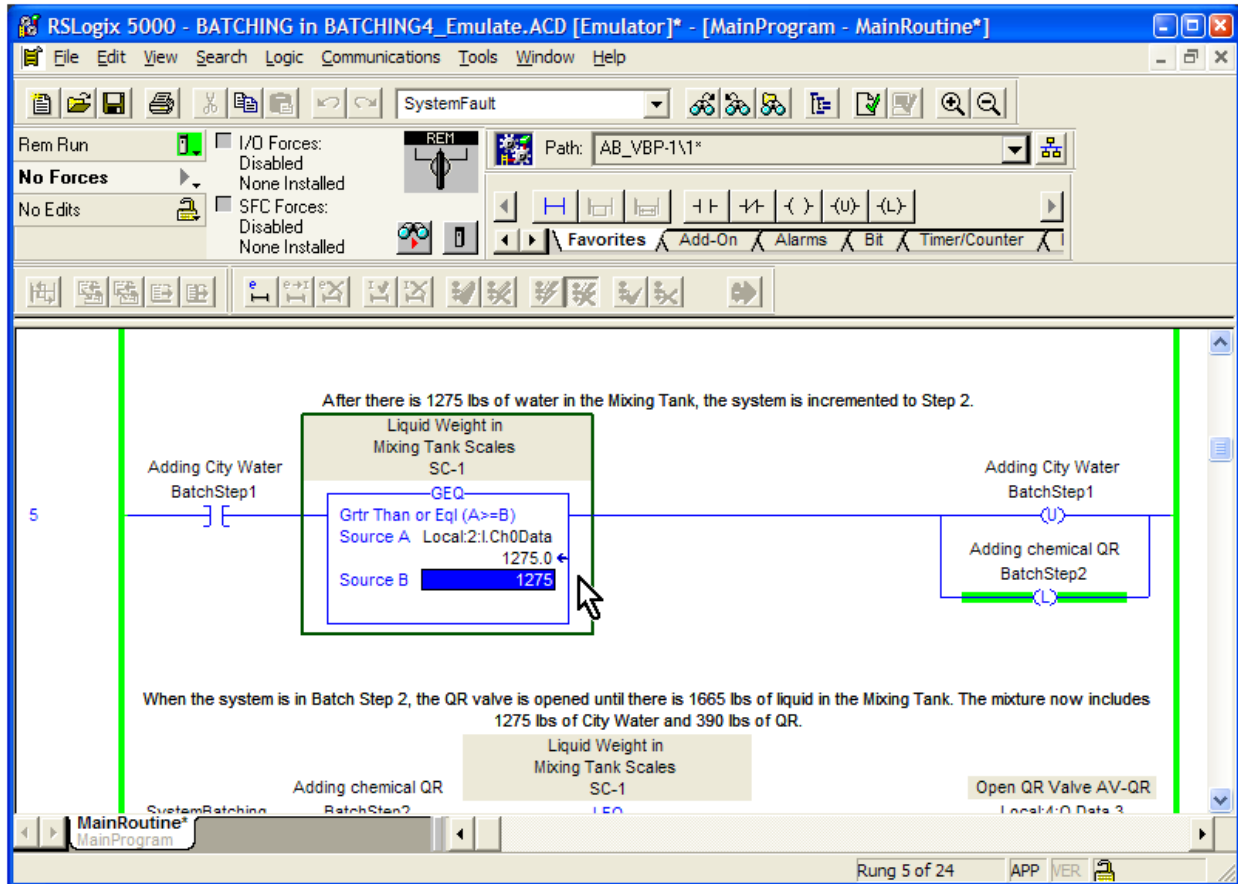 RSLogix 5000 - BATCHING in BATCHING4_Emulate.ACD [Emulator]* - [MainProgram - MainRoutine*]
File Edit View Search Logic Communications Tools Window Help
SystemFault
Rem Run
No Forces
No Edits
I/O Forces:
Disabled
None Installed
SFC Forces:
Disabled
None Installed
REM
Path: AB_VBP-1\1*
Favorites Add-On Alarms Bit Timer/Counter
After there is 1275 lbs of water in the Mixing Tank, the system is incremented to Step 2.
Liquid Weight in
Mixing Tank Scales
SC-1
Adding City Water
BatchStep1
5
GEQ
Grtr Than or Eql (A>=B)
Source A Local:2:I.Ch0Data
1275.0
Source B 1275
Adding City Water
BatchStep1
U
Adding chemical QR
BatchStep2
L
When the system is in Batch Step 2, the QR valve is opened until there is 1665 lbs of liquid in the Mixing Tank. The mixture now includes
1275 lbs of City Water and 390 lbs of QR.
Liquid Weight in
Mixing Tank Scales
SC-1
LEQ
Adding chemical QR
BatchStep2
SystemBatching
Open QR Valve AV-QR
Local:4:O.Data.3
MainRoutine*
MainProgram
Rung 5 of 24 APP VER